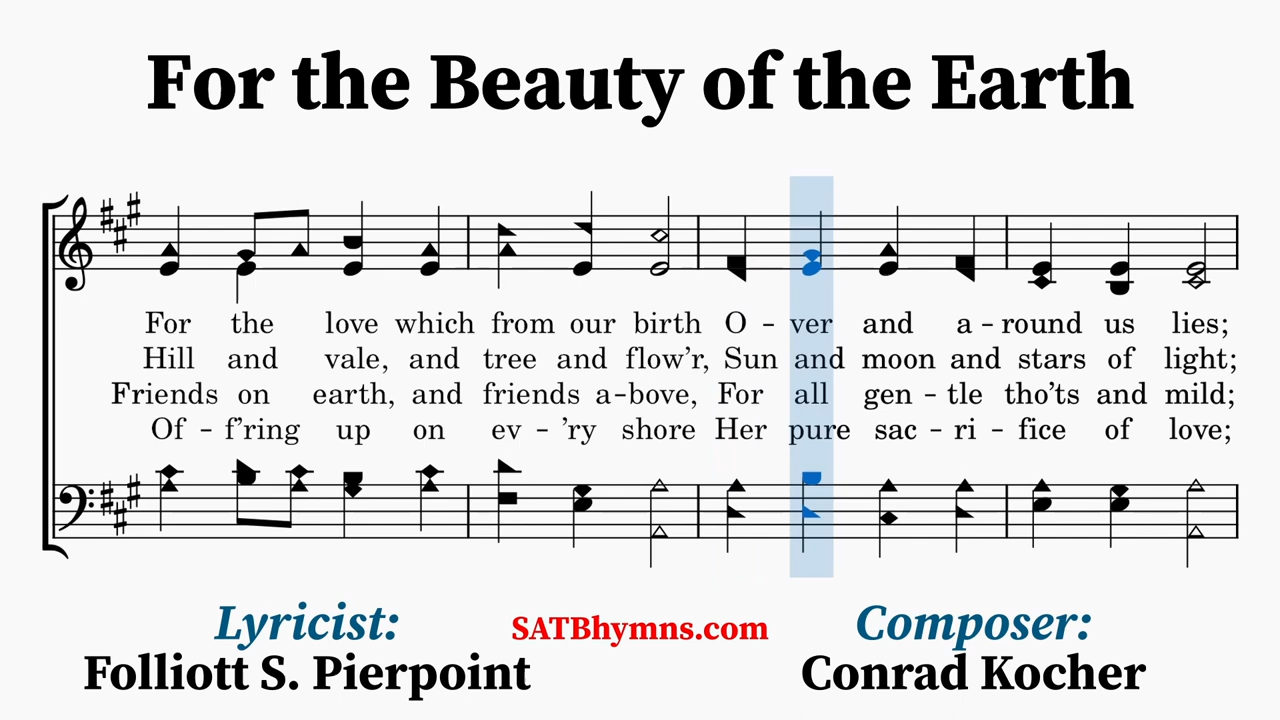 For the Beauty of the Earth
For the love which from our birth O - ver and a - round us lies;
Hill and vale, and tree and flow’r, Sun and moon and stars of light;
Friends on earth, and friends a - bove, For all gen - tle tho’ts and mild;
Of - f’ring up on ev - ’ry shore Her pure sac - ri - fice of love;
Lyricist:
Folliott S. Pierpoint
SATBhymns.com
Composer:
Conrad Kocher